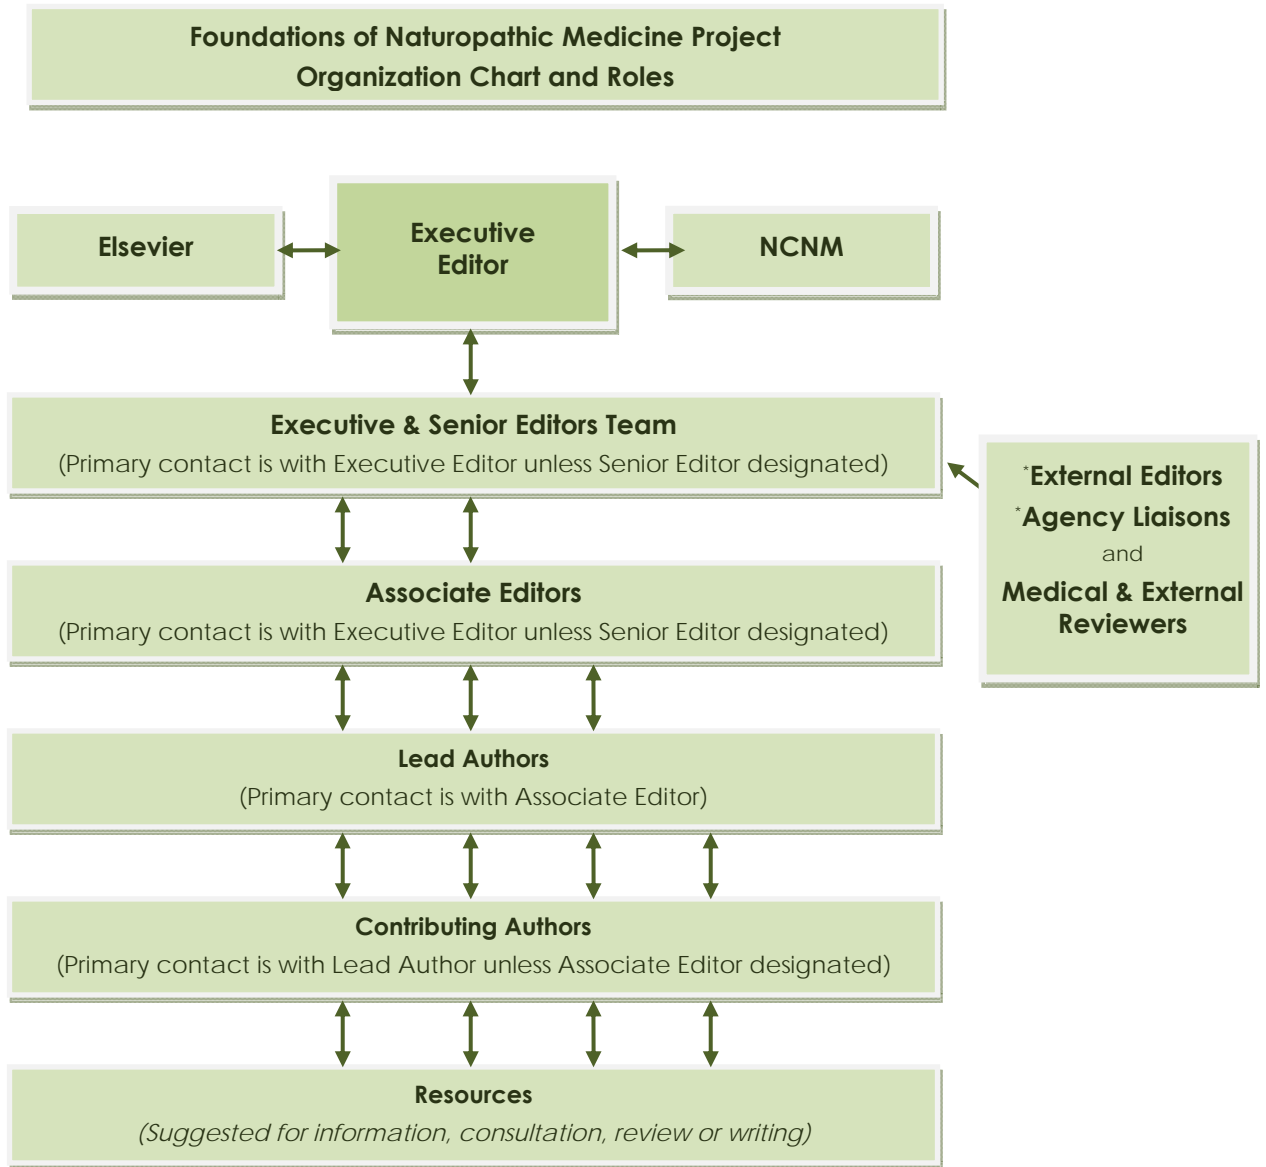 Foundations of Naturopathic Medicine Project
Organization Chart and Roles
Elsevier
Executive
Editor
NCNM
Executive & Senior Editors Team
(Primary contact is with Executive Editor unless Senior Editor designated)
*External Editors
*Agency Liaisons
and
Medical & External
Reviewers
Associate Editors
(Primary contact is with Executive Editor unless Senior Editor designated)
Lead Authors
(Primary contact is with Associate Editor)
Contributing Authors
(Primary contact is with Lead Author unless Associate Editor designated)
Resources
(Suggested for information, consultation, review or writing)